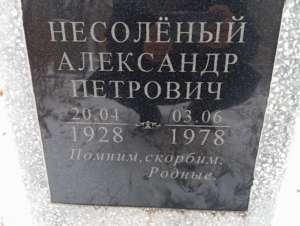 НЕСОЛЁНЫЙ
АЛЕКСАНДР
ПЕТРОВИЧ
20.04 03.06
1928 1978
Помним, скорбим.
Родные.